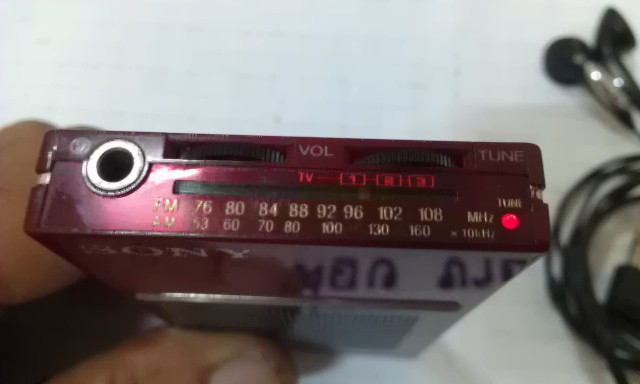 VOL TUNE
TV 1 2 3
TUNE
FM 76 80 84 88 92 96 102 108 MHz
AM 53 60 70 80 100 130 160 ×10kHz
SONY